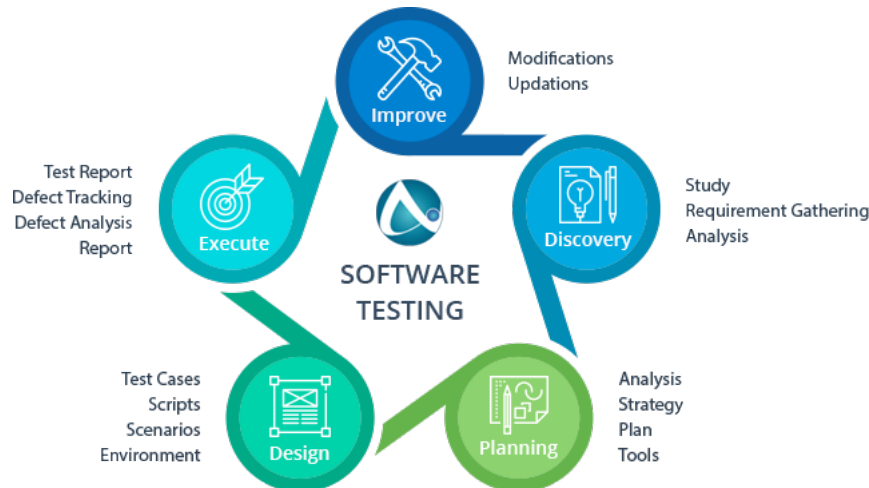 Improve
Modifications
Updations
Discovery
Study
Requirement Gathering
Analysis
Planning
Analysis
Strategy
Plan
Tools
Design
Test Cases
Scripts
Scenarios
Environment
Execute
Test Report
Defect Tracking
Defect Analysis
Report
SOFTWARE
TESTING